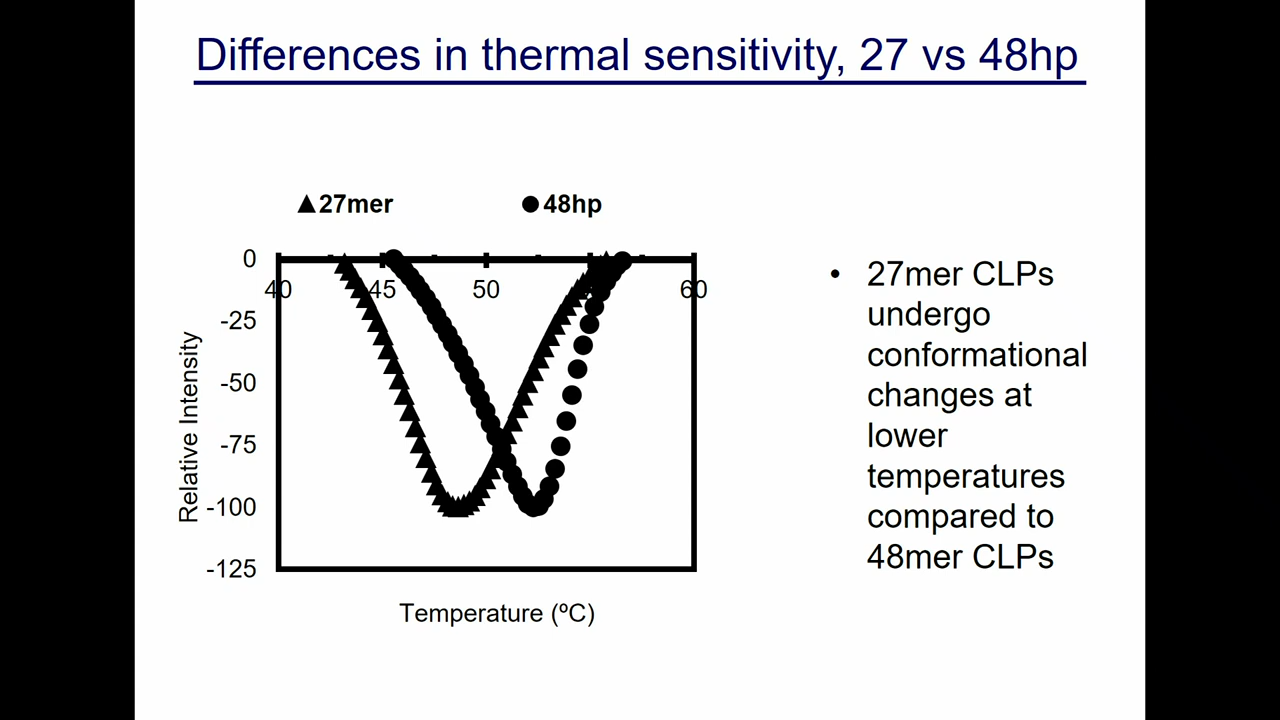 Differences in thermal sensitivity, 27 vs 48hp
27mer 48hp
0
40 45 50 60
-25
-50
-75
-100
-125
Relative Intensity
Temperature (ºC)
• 27mer CLPs
undergo
conformational
changes at
lower
temperatures
compared to
48mer CLPs